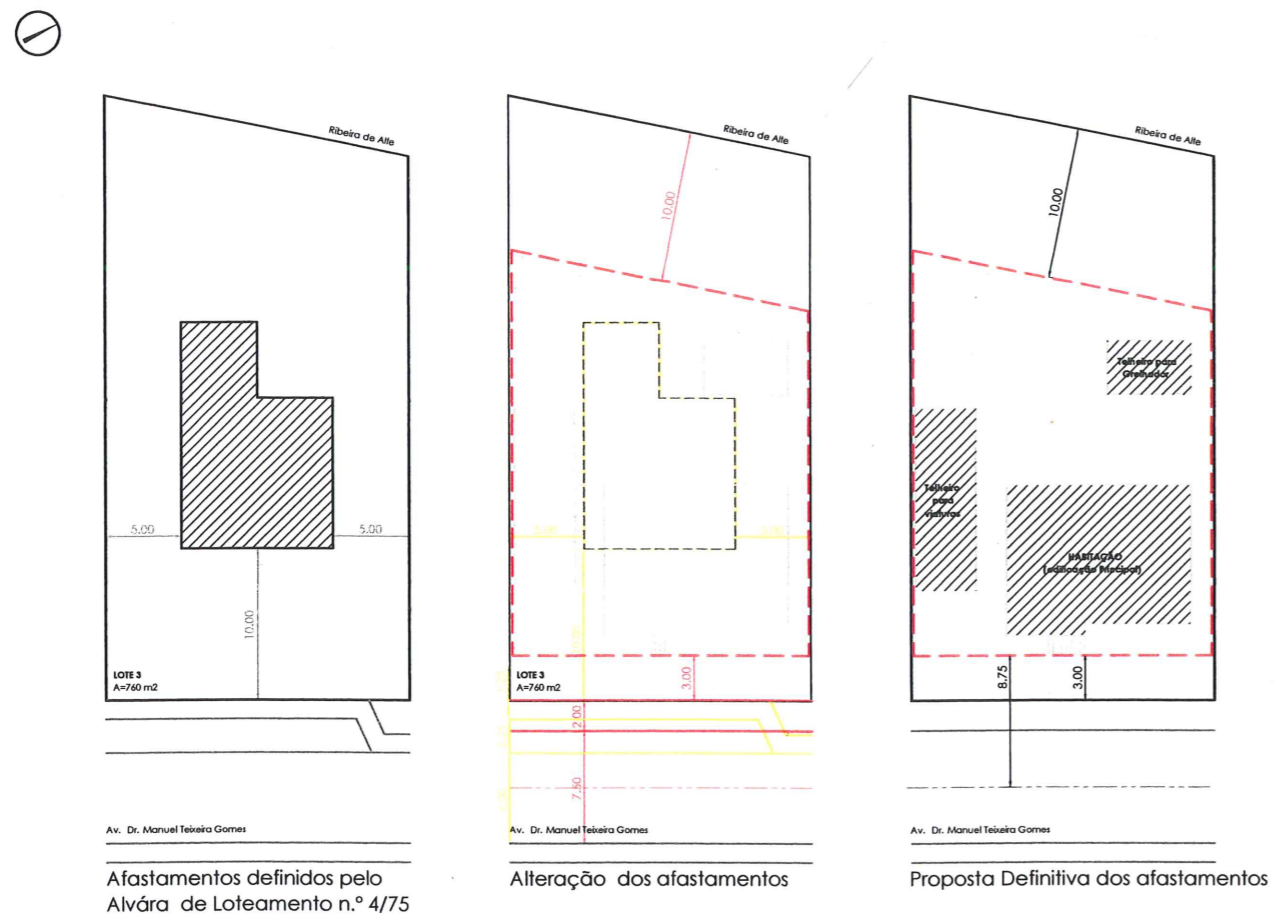 Ribeira de Alte
5.00
5.00
10.00
LOTE 3
A=760 m2
Av. Dr. Manuel Teixeira Gomes
Afastamentos definidos pelo
Alvára de Loteamento n.º 4/75
Ribeira de Alte
10.00
LOTE 3
A=760 m2
3.00
2.00
7.50
Av. Dr. Manuel Teixeira Gomes
Alteração dos afastamentos
Ribeira de Alte
10.00
Telheiro para
Grelhador
Telheiro
para
viaturas
HABITAÇÃO
(edificação Principal)
8.75
3.00
Av. Dr. Manuel Teixeira Gomes
Proposta Definitiva dos afastamentos